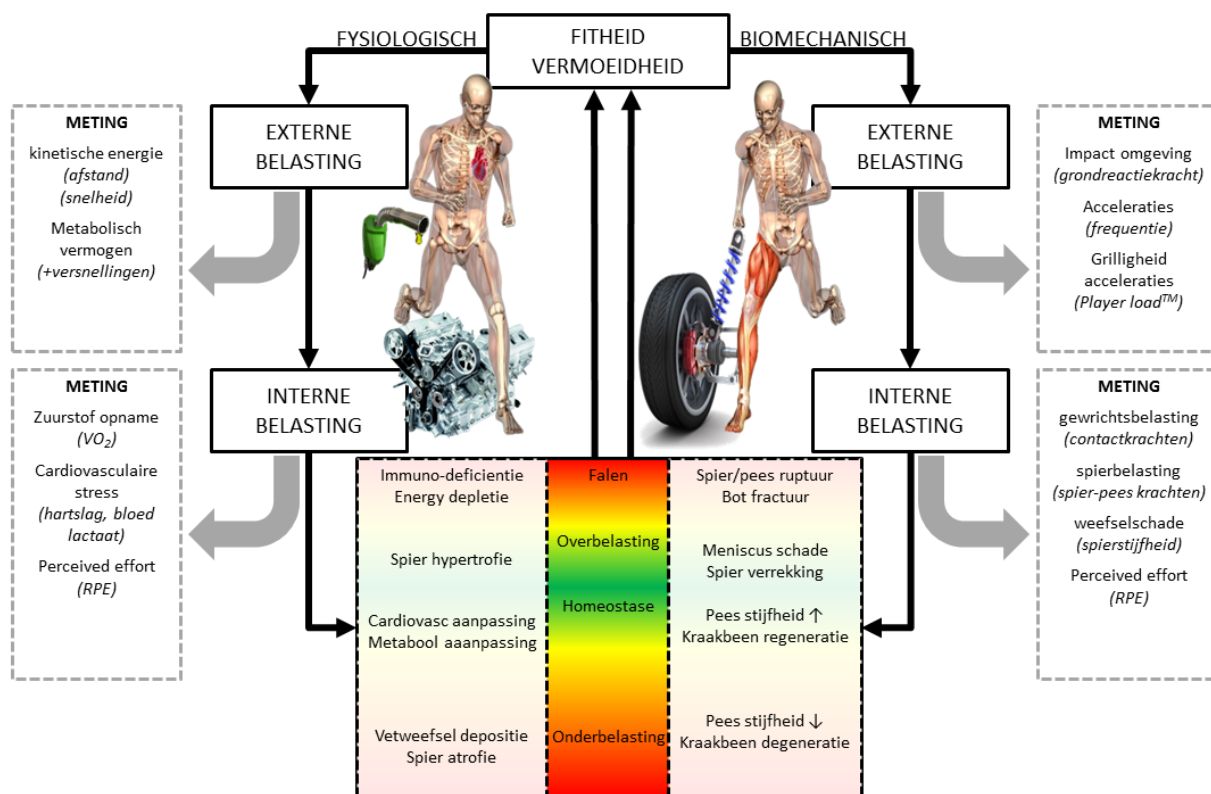 FYSIOLOGISCH
FITHEID
VERMOEIDHEID
BIOMECHANISCH
METING
kinetische energie
(afstand)
(snelheid)
Metabolisch
vermogen
(+versnellingen)
EXTERNE
BELASTING
EXTERNE
BELASTING
METING
Impact omgeving
(grondreactiekracht)
Acceleraties
(frequentie)
Grilligheid
acceleraties
(Player load™)
METING
Zuurstof opname
(VO₂)
Cardiovasculaire
stress
(hartslag, bloed
lactaat)
Perceived effort
(RPE)
INTERNE
BELASTING
INTERNE
BELASTING
METING
gewrichtsbelasting
(contactkrachten)
spierbelasting
(spier-pees krachten)
weefselschade
(spierstijfheid)
Perceived effort
(RPE)
Immuno-deficientie
Energy depletie
Falen
Spier/pees ruptuur
Bot fractuur
Spier hypertrofie
Overbelasting
Meniscus schade
Spier verrekking
Cardiovasc aanpassing
Metabool aaanpassing
Homeostase
Pees stijfheid ↑
Kraakbeen regeneratie
Vetweefsel depositie
Spier atrofie
Onderbelasting
Pees stijfheid ↓
Kraakbeen degeneratie